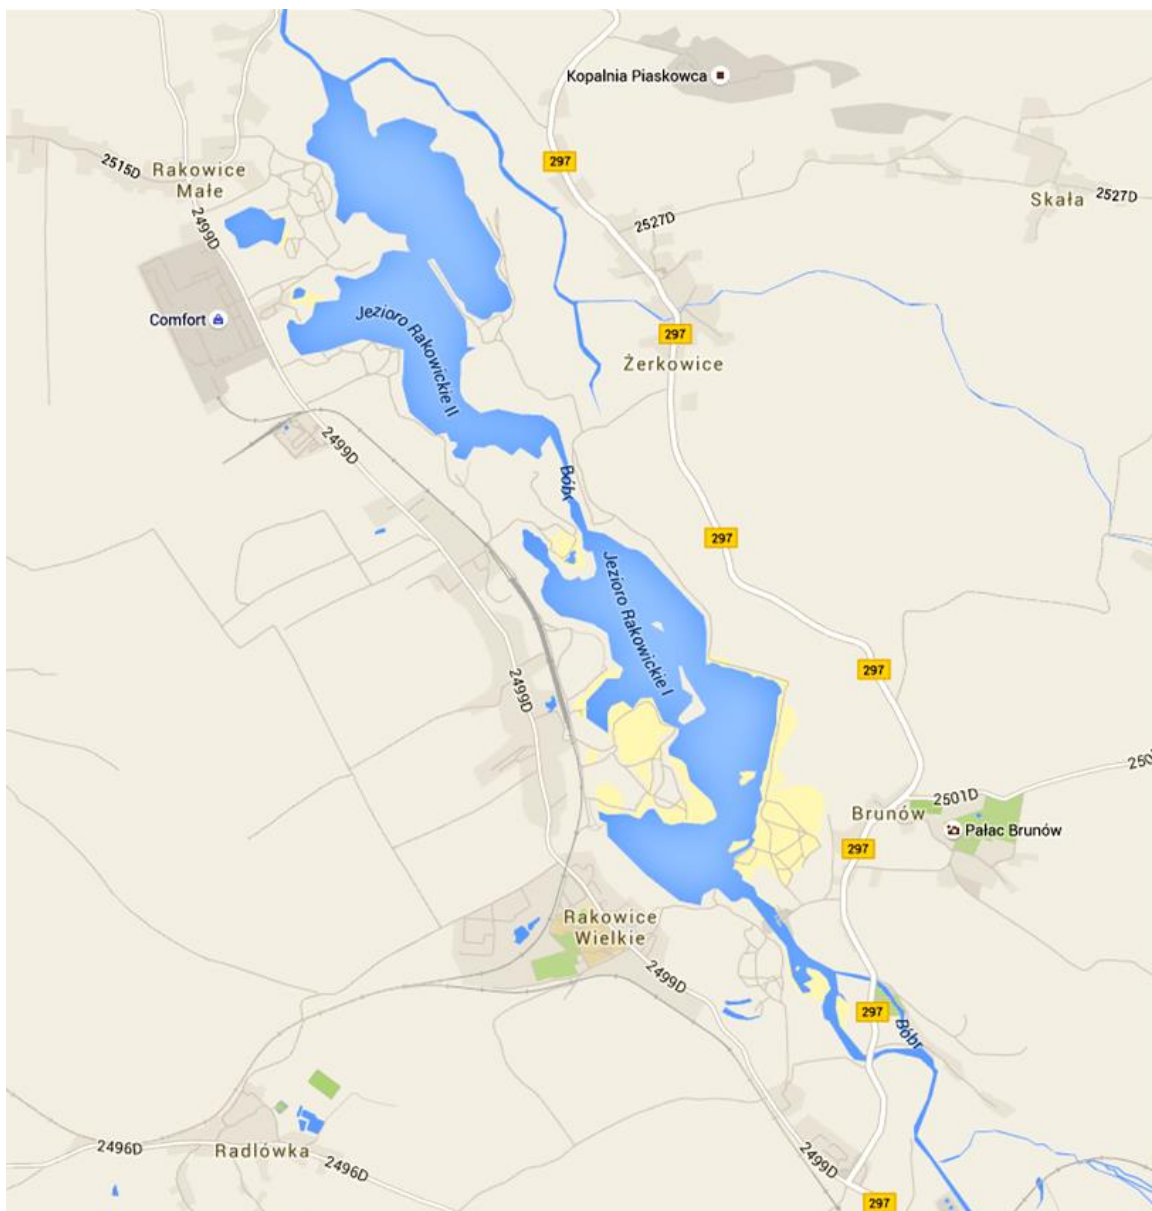 Kopalnia Piaskowca
297
2515D
Rakowice
Małe
Skała
2527D
2499D
2527D
Comfort
Jezioro Rakowickie II
297
Żerkowice
2499D
Bóbr
297
Jezioro Rakowickie I
297
2499D
250
2501D
Brunów
Pałac Brunów
297
Rakowice
Wielkie
2499D
297
Bóbr
2496D
Radlówka
2496D
2499D
297